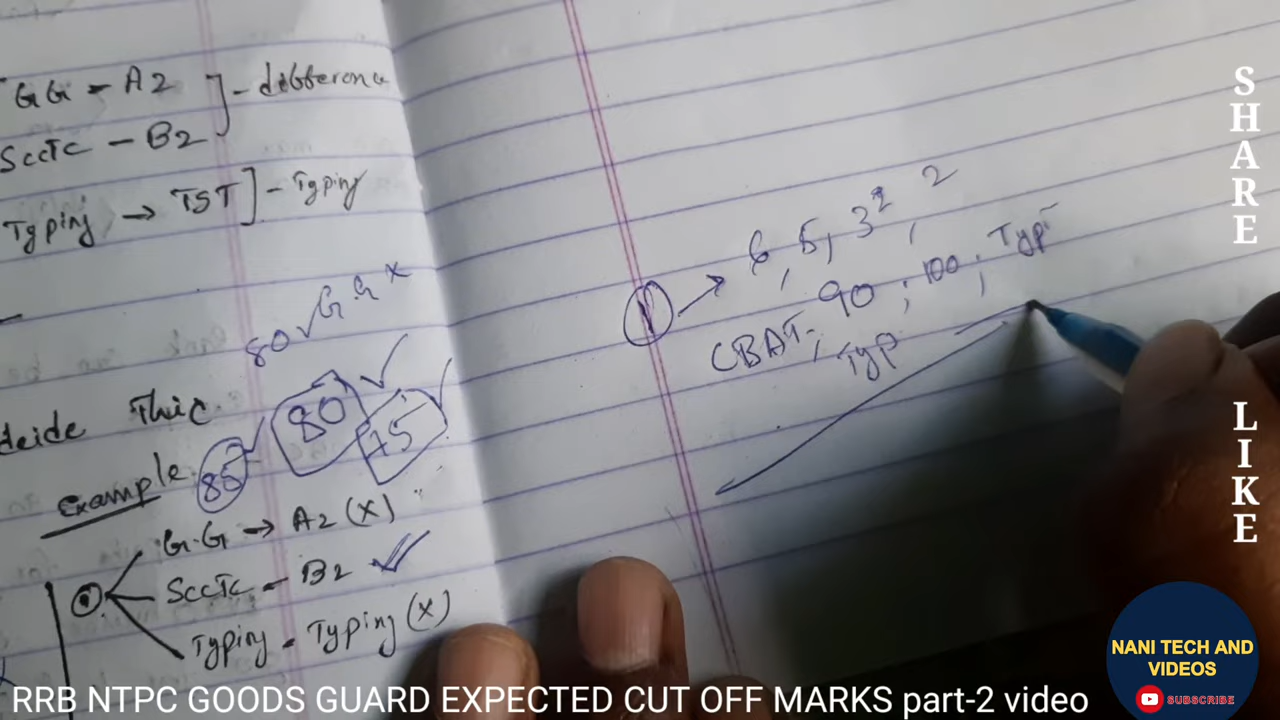 GG - A2 ] - difference
SccTc - B2
Typing → TST ] - Typing
80 ✓ G.G x
decide This
example
85 80 75
G.G → A2 (x)
SccTc - B2 ✓
Typing - Typing (x)
1 → 6, 5, 3 2, 2
CBAT - 90 ; 100 ; Typ
Typ
SHARE
LIKE
NANI TECH AND
VIDEOS
SUBSCRIBE
RRB NTPC GOODS GUARD EXPECTED CUT OFF MARKS part-2 video